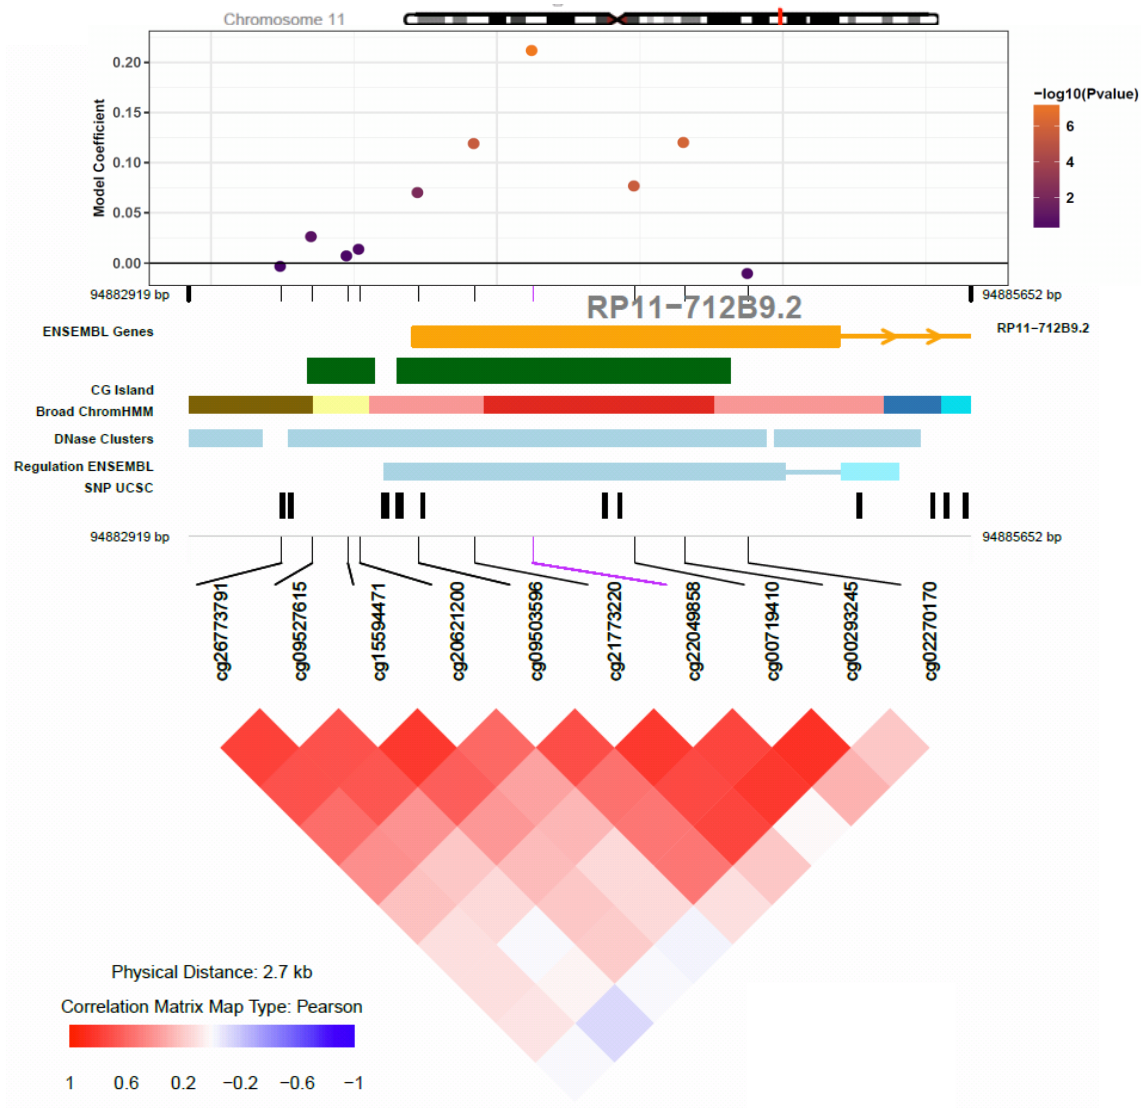 Chromosome 11
0.20
0.15
0.10
0.05
0.00
Model Coefficient
−log10(Pvalue)
6
4
2
94882919 bp
94885652 bp
RP11−712B9.2
ENSEMBL Genes
RP11−712B9.2
CG Island
Broad ChromHMM
DNase Clusters
Regulation ENSEMBL
SNP UCSC
94882919 bp
94885652 bp
cg26773791
cg09527615
cg15594471
cg20621200
cg09503596
cg21773220
cg22049858
cg00719410
cg00293245
cg02270170
Physical Distance: 2.7 kb
Correlation Matrix Map Type: Pearson
1 0.6 0.2 −0.2 −0.6 −1